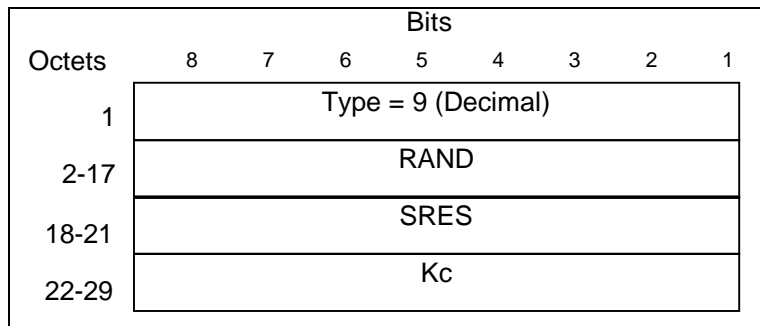 Bits
Octets 8 7 6 5 4 3 2 1
1 Type = 9 (Decimal)
2-17 RAND
18-21 SRES
22-29 Kc